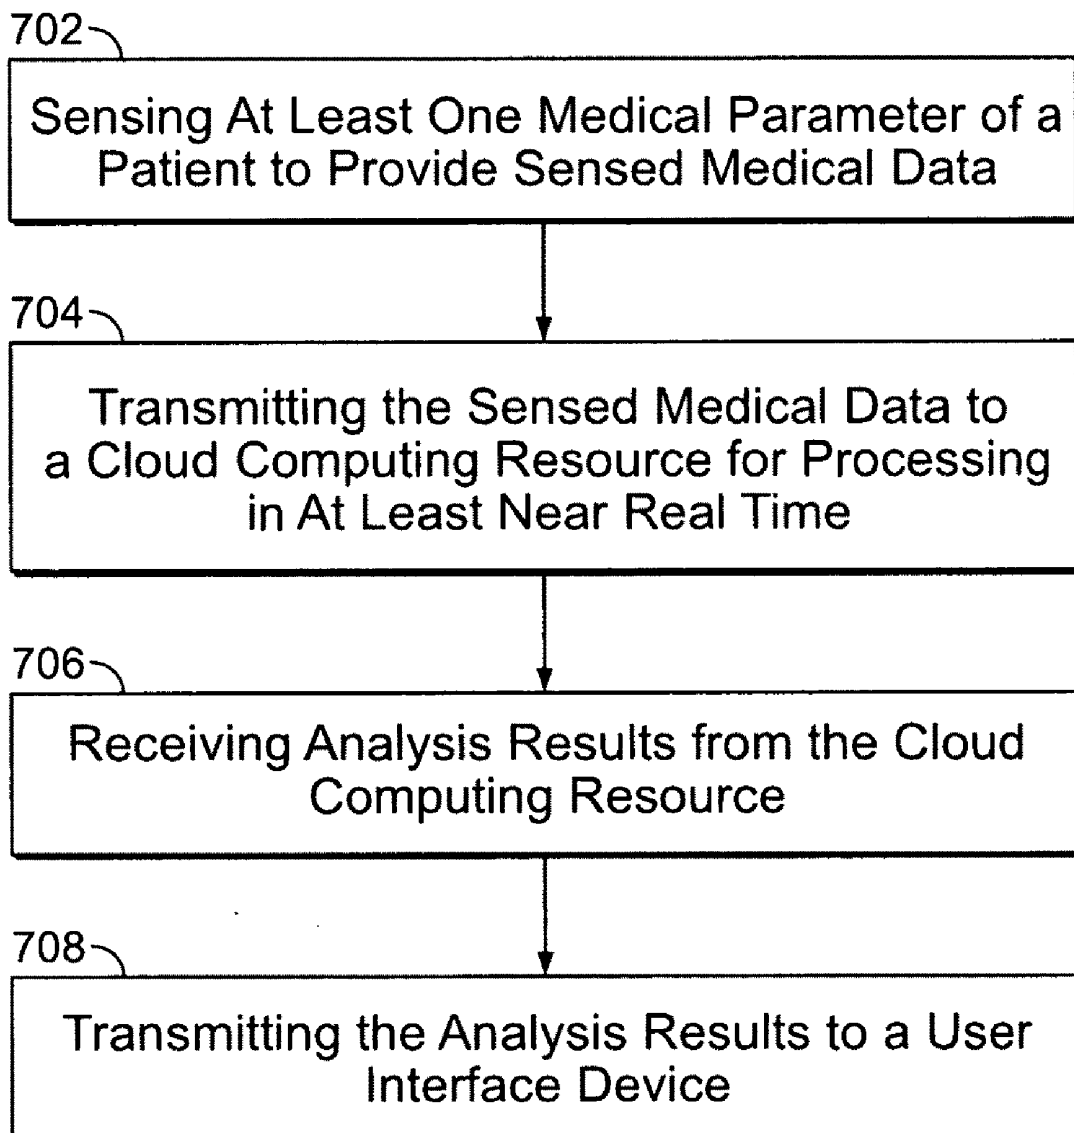 702
Sensing At Least One Medical Parameter of a
Patient to Provide Sensed Medical Data
704
Transmitting the Sensed Medical Data to
a Cloud Computing Resource for Processing
in At Least Near Real Time
706
Receiving Analysis Results from the Cloud
Computing Resource
708
Transmitting the Analysis Results to a User
Interface Device